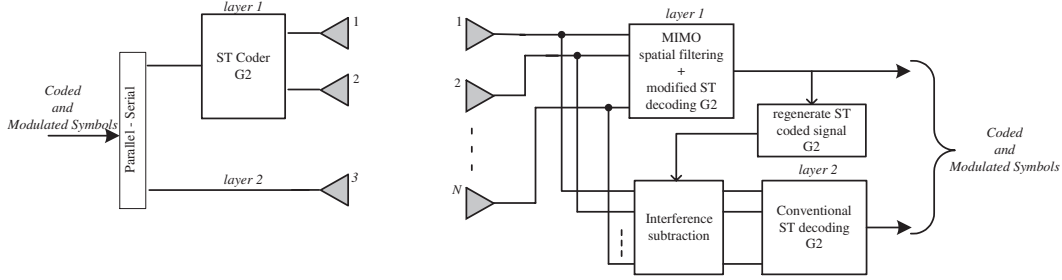 layer 1
ST Coder
G2
1
2
Coded
and
Modulated Symbols
Parallel - Serial
layer 2
3
1
2
N
layer 1
MIMO
spatial filtering
+
modified ST
decoding G2
regenerate ST
coded signal
G2
Interference
subtraction
layer 2
Conventional
ST decoding
G2
Coded
and
Modulated Symbols